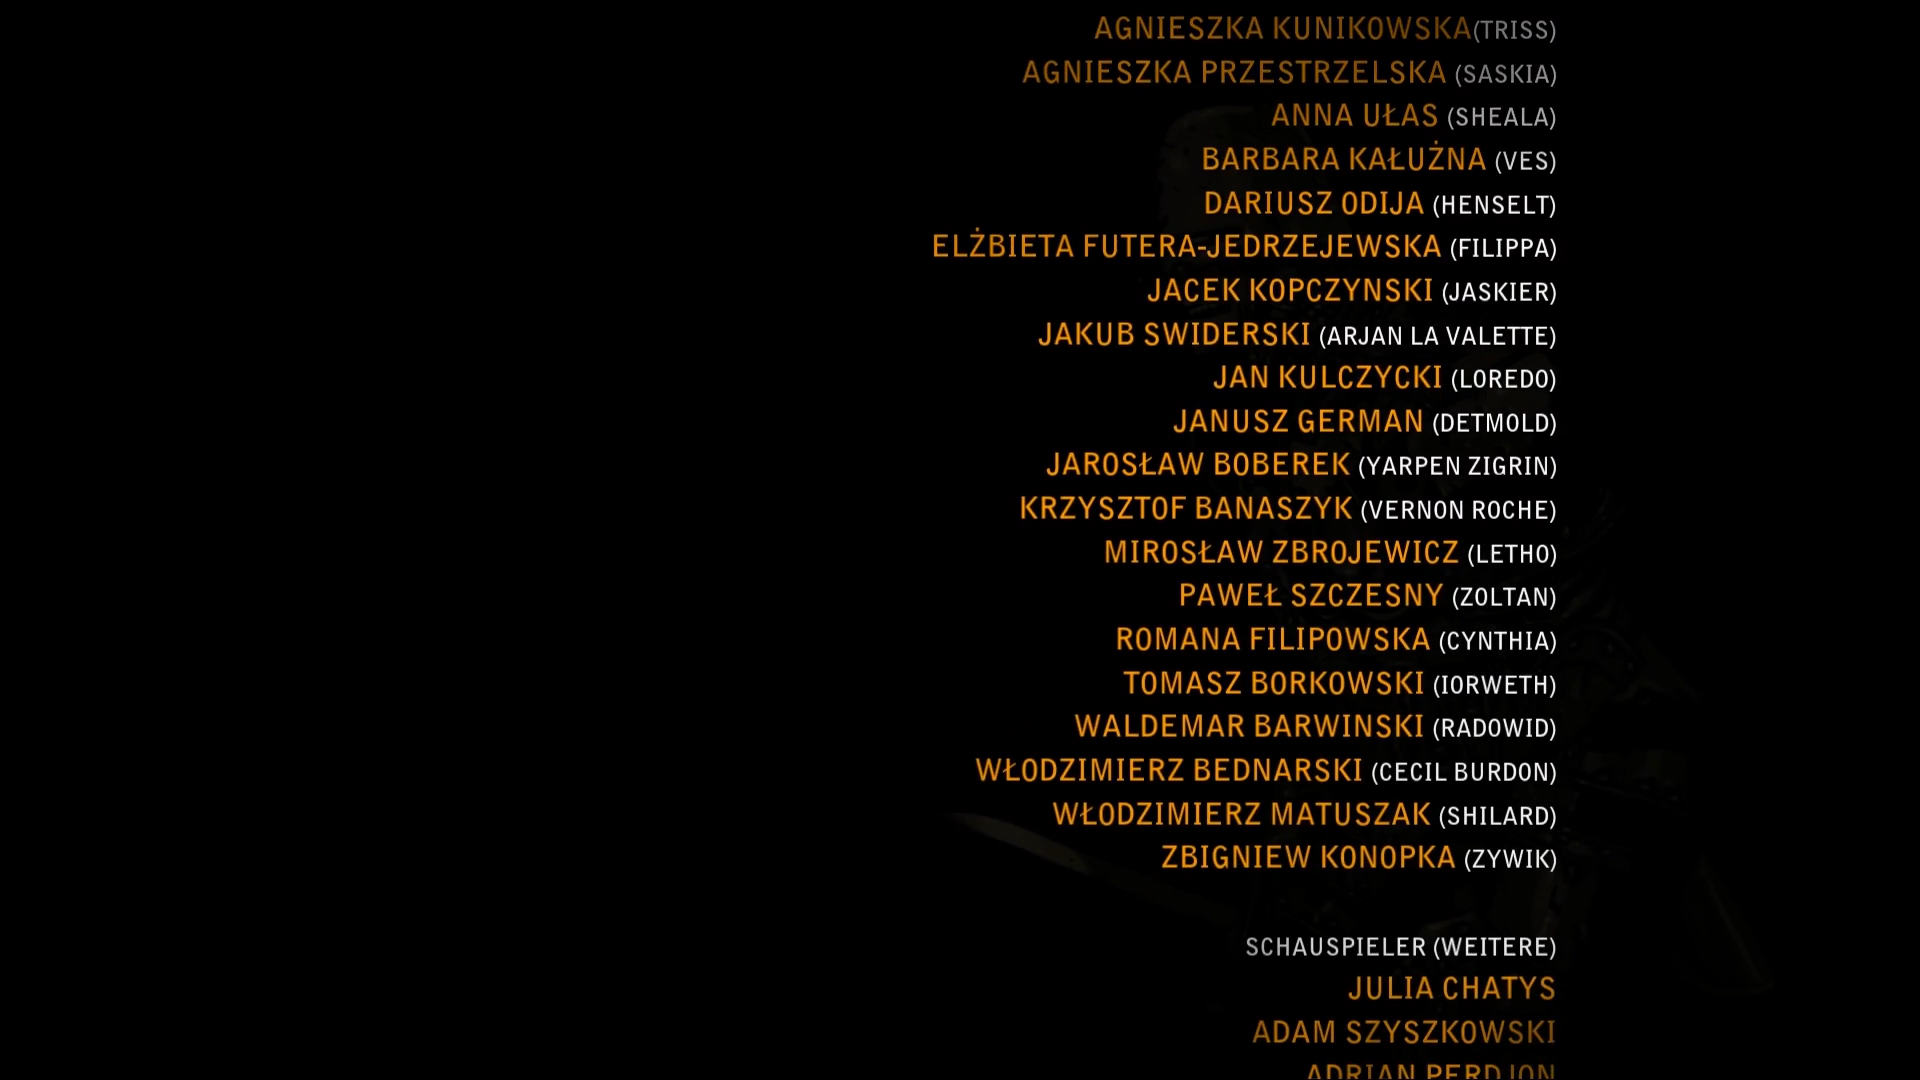 AGNIESZKA KUNIKOWSKA(TRISS)
AGNIESZKA PRZESTRZELSKA (SASKIA)
ANNA UŁAS (SHEALA)
BARBARA KAŁUŻNA (VES)
DARIUSZ ODIJA (HENSELT)
ELŻBIETA FUTERA-JEDRZEJEWSKA (FILIPPA)
JACEK KOPCZYNSKI (JASKIER)
JAKUB SWIDERSKI (ARJAN LA VALETTE)
JAN KULCZYCKI (LOREDO)
JANUSZ GERMAN (DETMOLD)
JAROSŁAW BOBEREK (YARPEN ZIGRIN)
KRZYSZTOF BANASZYK (VERNON ROCHE)
MIROSŁAW ZBROJEWICZ (LETHO)
PAWEŁ SZCZESNY (ZOLTAN)
ROMANA FILIPOWSKA (CYNTHIA)
TOMASZ BORKOWSKI (IORWETH)
WALDEMAR BARWINSKI (RADOWID)
WŁODZIMIERZ BEDNARSKI (CECIL BURDON)
WŁODZIMIERZ MATUSZAK (SHILARD)
ZBIGNIEW KONOPKA (ZYWIK)
SCHAUSPIELER (WEITERE)
JULIA CHATYS
ADAM SZYSZKOWSKI
ADRIAN PERDJON